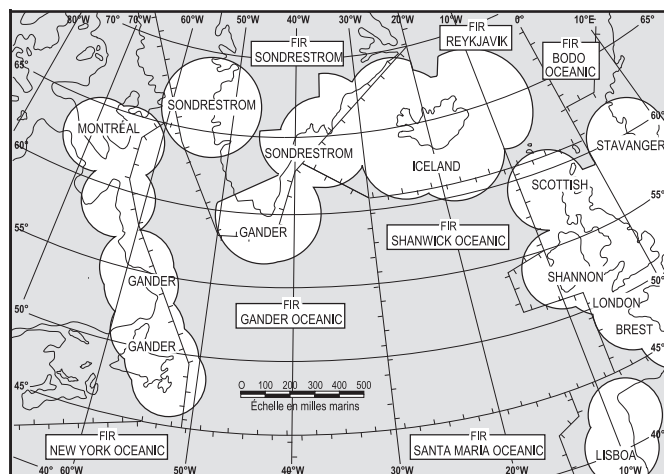 80°W 70°W 60°W 50°W 40°W 30°W 20°W 10°W 0° 10°E 65°
FIR
SONDRESTROM
FIR
REYKJAVIK
FIR
BODO
OCEANIC
65°
SONDRESTROM
MONTRÉAL
60°
SONDRESTROM
ICELAND
STAVANGER
60°
SCOTTISH
55°
GANDER
FIR
SHANWICK OCEANIC
55°
50°
GANDER
SHANNON
LONDON
BREST
50°
FIR
GANDER OCEANIC
GANDER
45°
45°
0 100 200 300 400 500
Échelle en milles marins
FIR
NEW YORK OCEANIC
FIR
SANTA MARIA OCEANIC
LISBOA
40°
40° 60°W 50°W 40°W 30°W 20°W 10°W